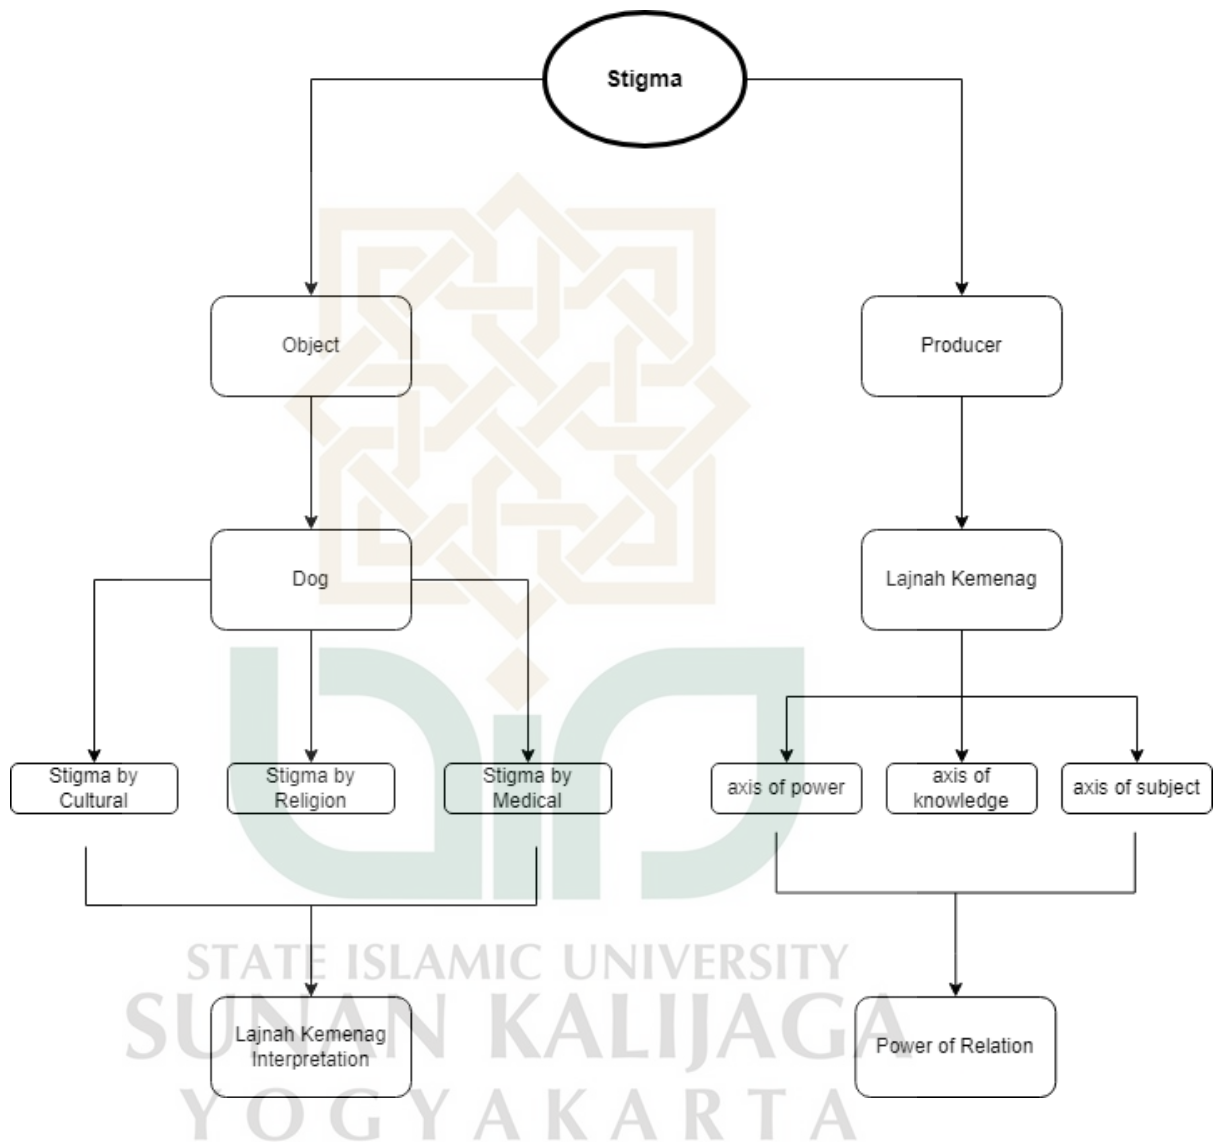 Stigma
Object
Producer
Dog
Lajnah Kemenag
Stigma by
Cultural
Stigma by
Religion
Stigma by
Medical
axis of power
axis of
knowledge
axis of subject
STATE ISLAMIC UNIVERSITY
SUNAN KALIJAGA
YOGYAKARTA
Lajnah Kemenag
Interpretation
Power of Relation